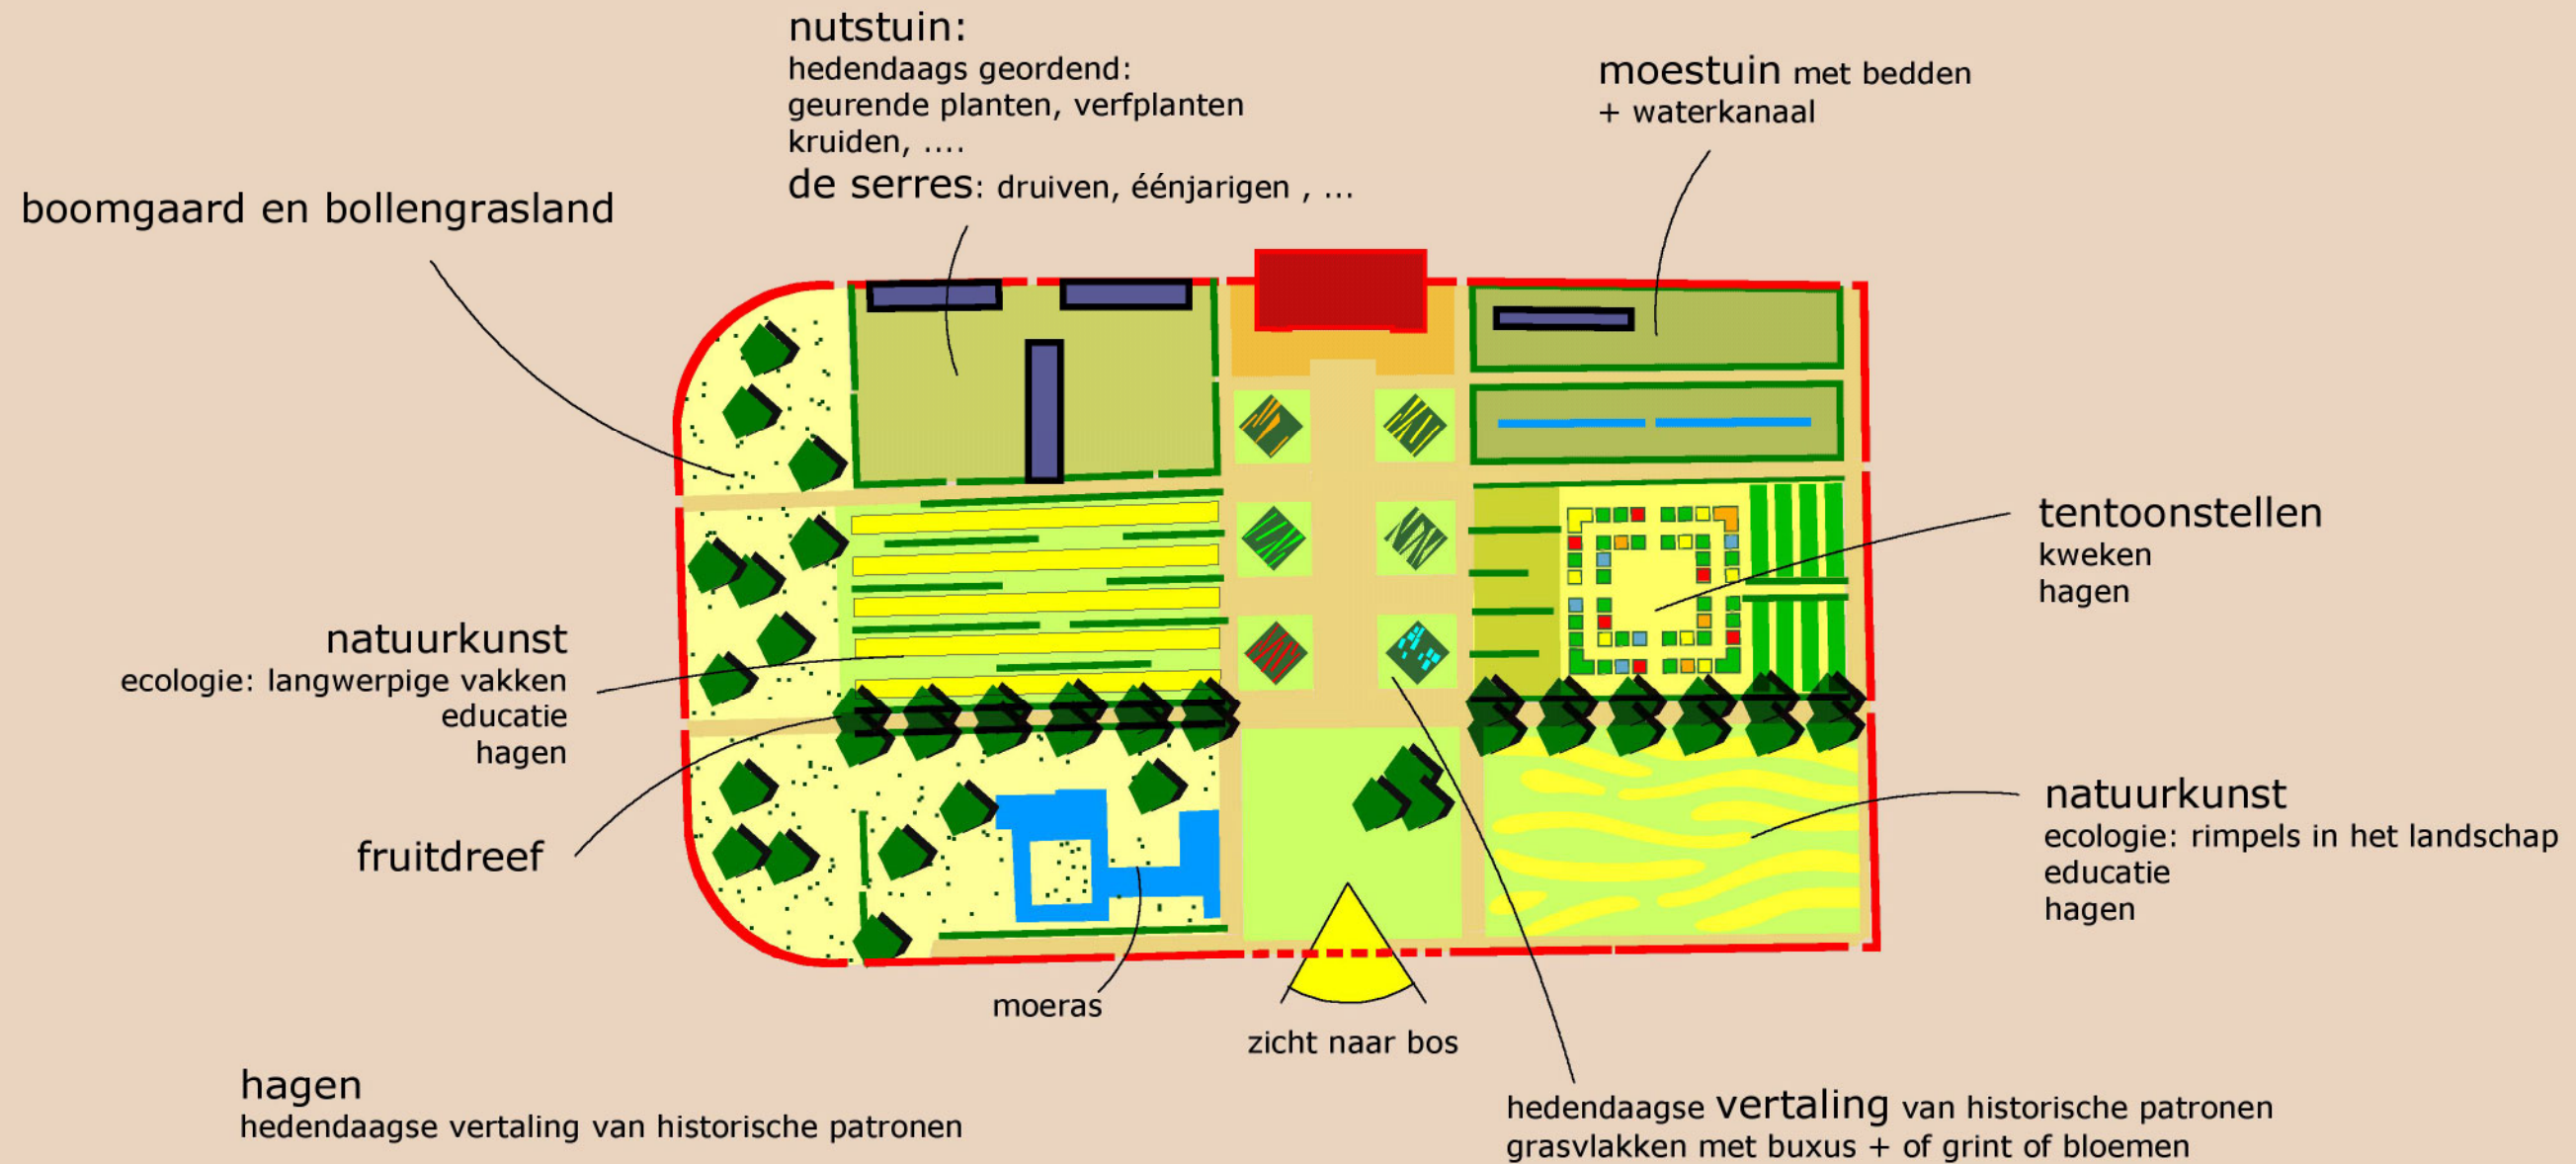 nutstuin:
hedendaags geordend:
geurende planten, verfplanten
kruiden, ....
de serres: druiven, éénjarigen , ...
moestuin met bedden
+ waterkanaal
boomgaard en bollengrasland
tentoonstellen
kweken
hagen
natuurkunst
ecologie: langwerpige vakken
educatie
hagen
fruitdreef
natuurkunst
ecologie: rimpels in het landschap
educatie
hagen
moeras
zicht naar bos
hagen
hedendaagse vertaling van historische patronen
hedendaagse vertaling van historische patronen
grasvlakken met buxus + of grint of bloemen